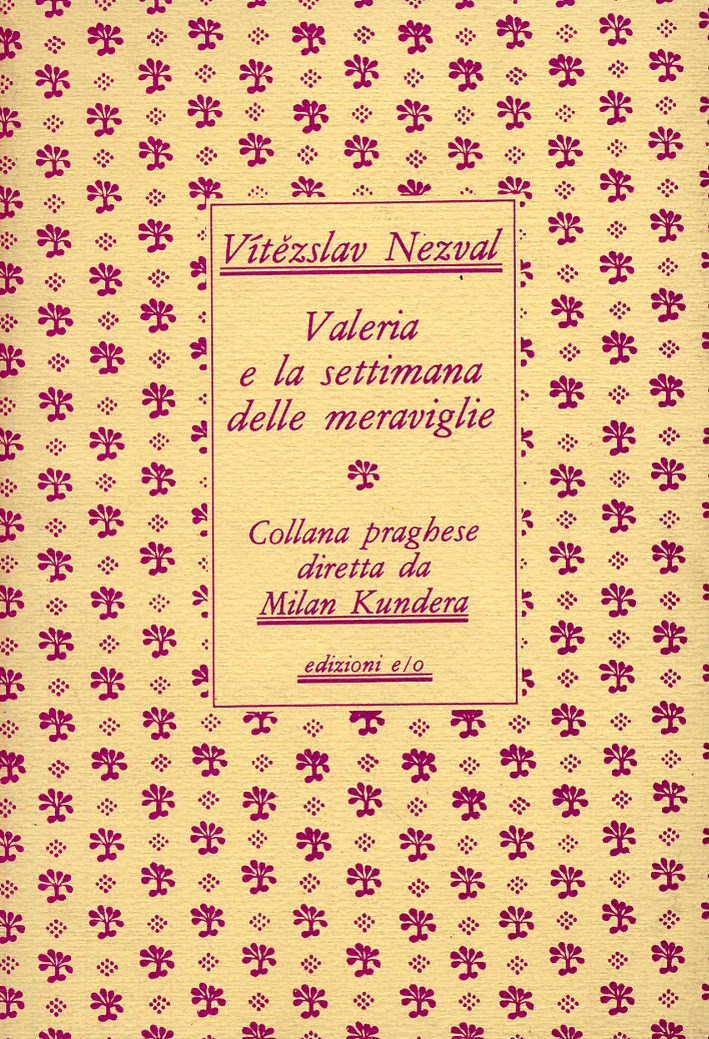 Vítězslav Nezval
Valeria
e la settimana
delle meraviglie
Collana praghese
diretta da
Milan Kundera
edizioni e/o